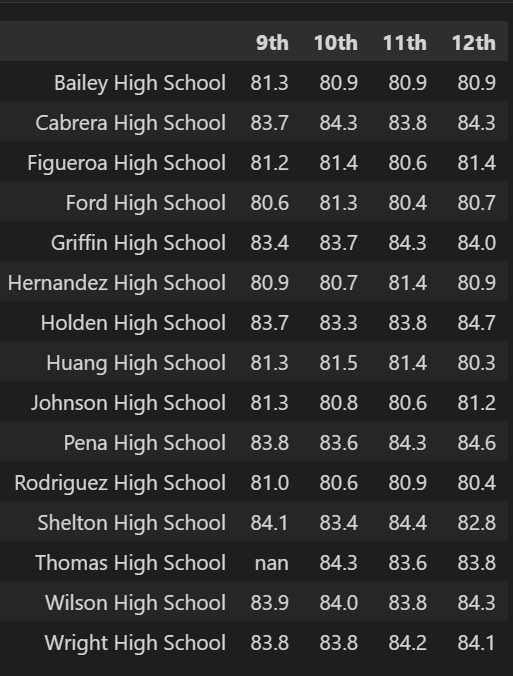 9th 10th 11th 12th
Bailey High School 81.3 80.9 80.9 80.9
Cabrera High School 83.7 84.3 83.8 84.3
Figueroa High School 81.2 81.4 80.6 81.4
Ford High School 80.6 81.3 80.4 80.7
Griffin High School 83.4 83.7 84.3 84.0
Hernandez High School 80.9 80.7 81.4 80.9
Holden High School 83.7 83.3 83.8 84.7
Huang High School 81.3 81.5 81.4 80.3
Johnson High School 81.3 80.8 80.6 81.2
Pena High School 83.8 83.6 84.3 84.6
Rodriguez High School 81.0 80.6 80.9 80.4
Shelton High School 84.1 83.4 84.4 82.8
Thomas High School nan 84.3 83.6 83.8
Wilson High School 83.9 84.0 83.8 84.3
Wright High School 83.8 83.8 84.2 84.1